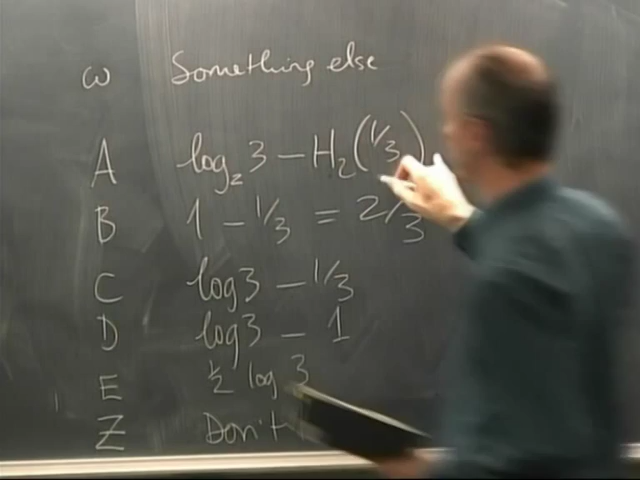 ω Something else
A log₂ 3 – H₂(1/3)
B 1 – 1/3 = 2/3
C log 3 – 1/3
D log 3 – 1
E ½ log 3
Z Don't